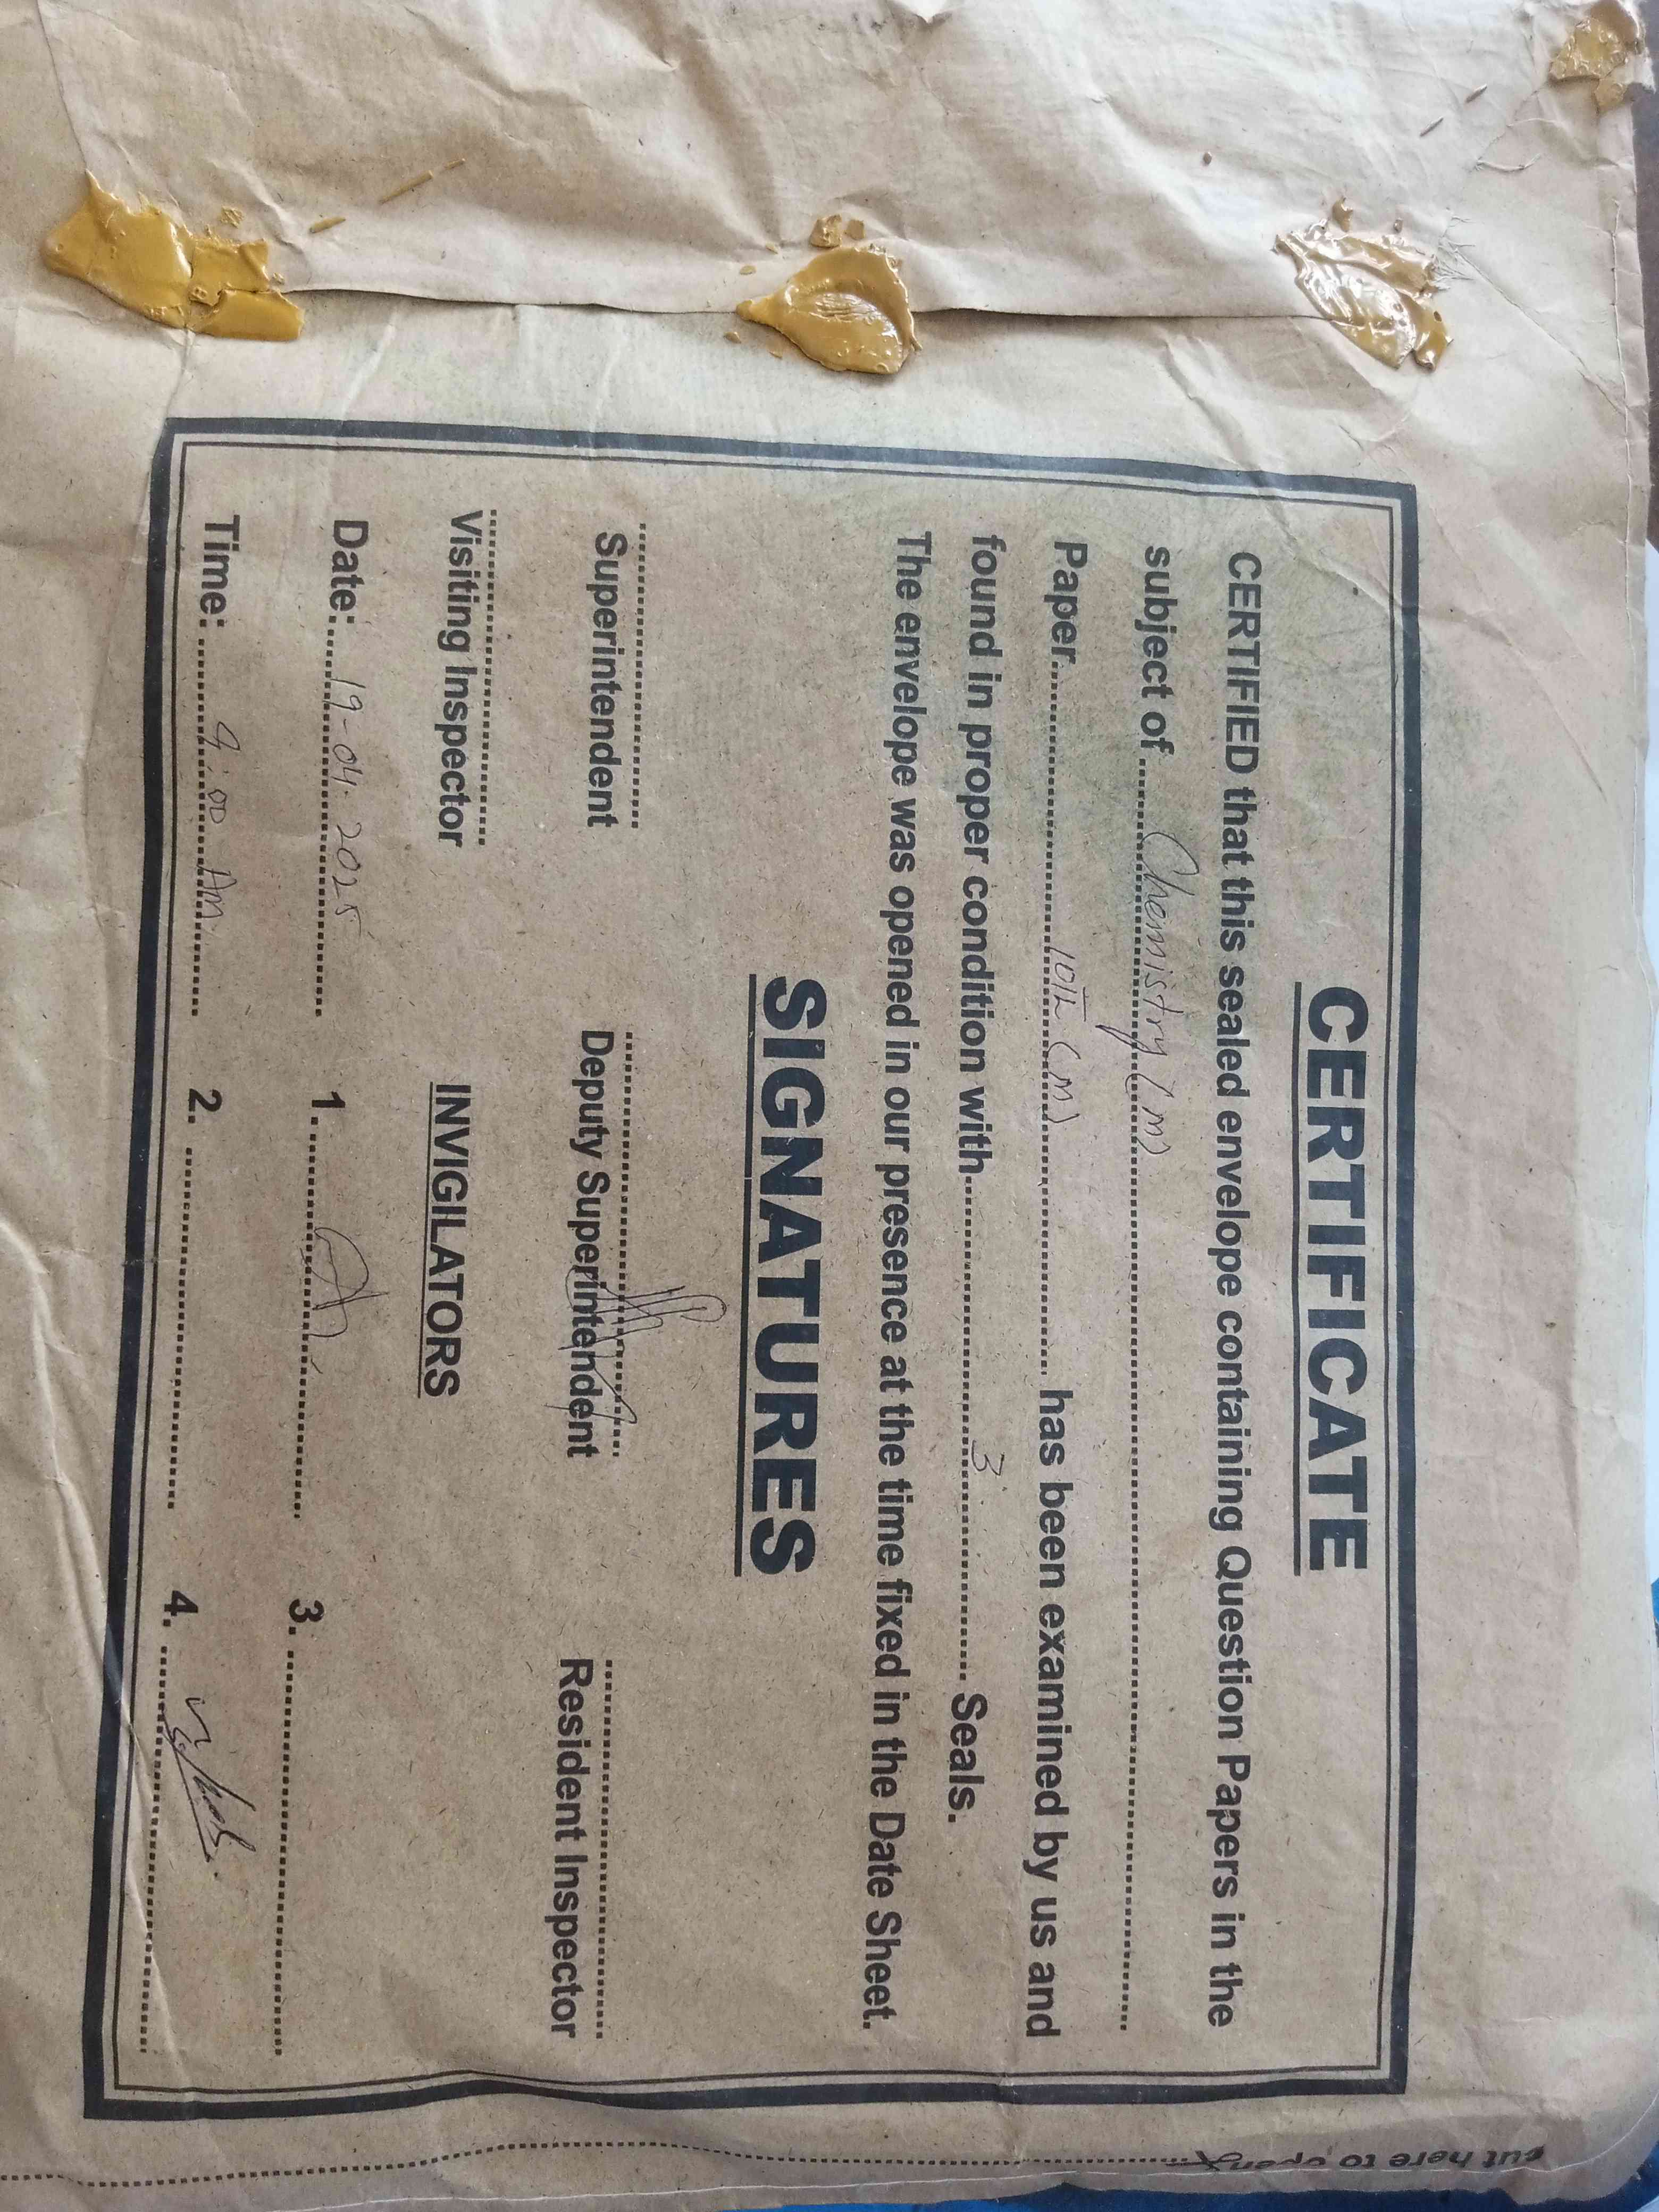 CERTIFICATE
CERTIFIED that this sealed envelope containing Question Papers in the
subject of Chemistry (m)
Paper 10th (M) has been examined by us and
found in proper condition with 3 Seals.
The envelope was opened in our presence at the time fixed in the Date Sheet.
SIGNATURES
Superintendent Deputy Superintendent Resident Inspector
Visiting Inspector INVIGILATORS
Date: 19-04-2025 1. 3.
Time: 9:00 Am 2. 4.
cut here to open